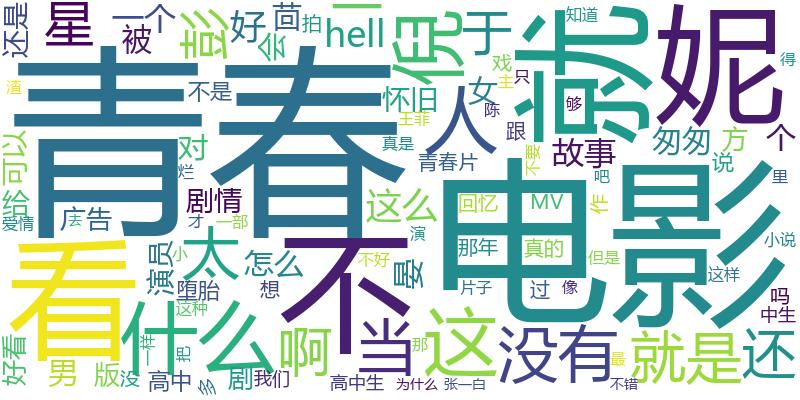 还是
星
一个
被
彭
好
会
茴
拍
hell
倪
于
就
妮
知道
得
渣
青春
不是
怀旧
戏
女
主
只
陈
够
人
王菲
真是
跟
青春片
不要
故事
匆匆
方
个
说
吧
里
可以
给
对
烂
爱情
去
广告
剧情
才
一部
这么
回忆
MV
作
电影
小说
看
演员
小
太
怎么
不
演
晏
不好
那年
真的
但是
这样
堕胎
想
片子
过
像
吗
中生
这种
什么
当
啊
那
这
没有
就是
还
好看
男
版
没
一样
把
高中
多
剧
我们
高中生
为什么
张一白
最
不错